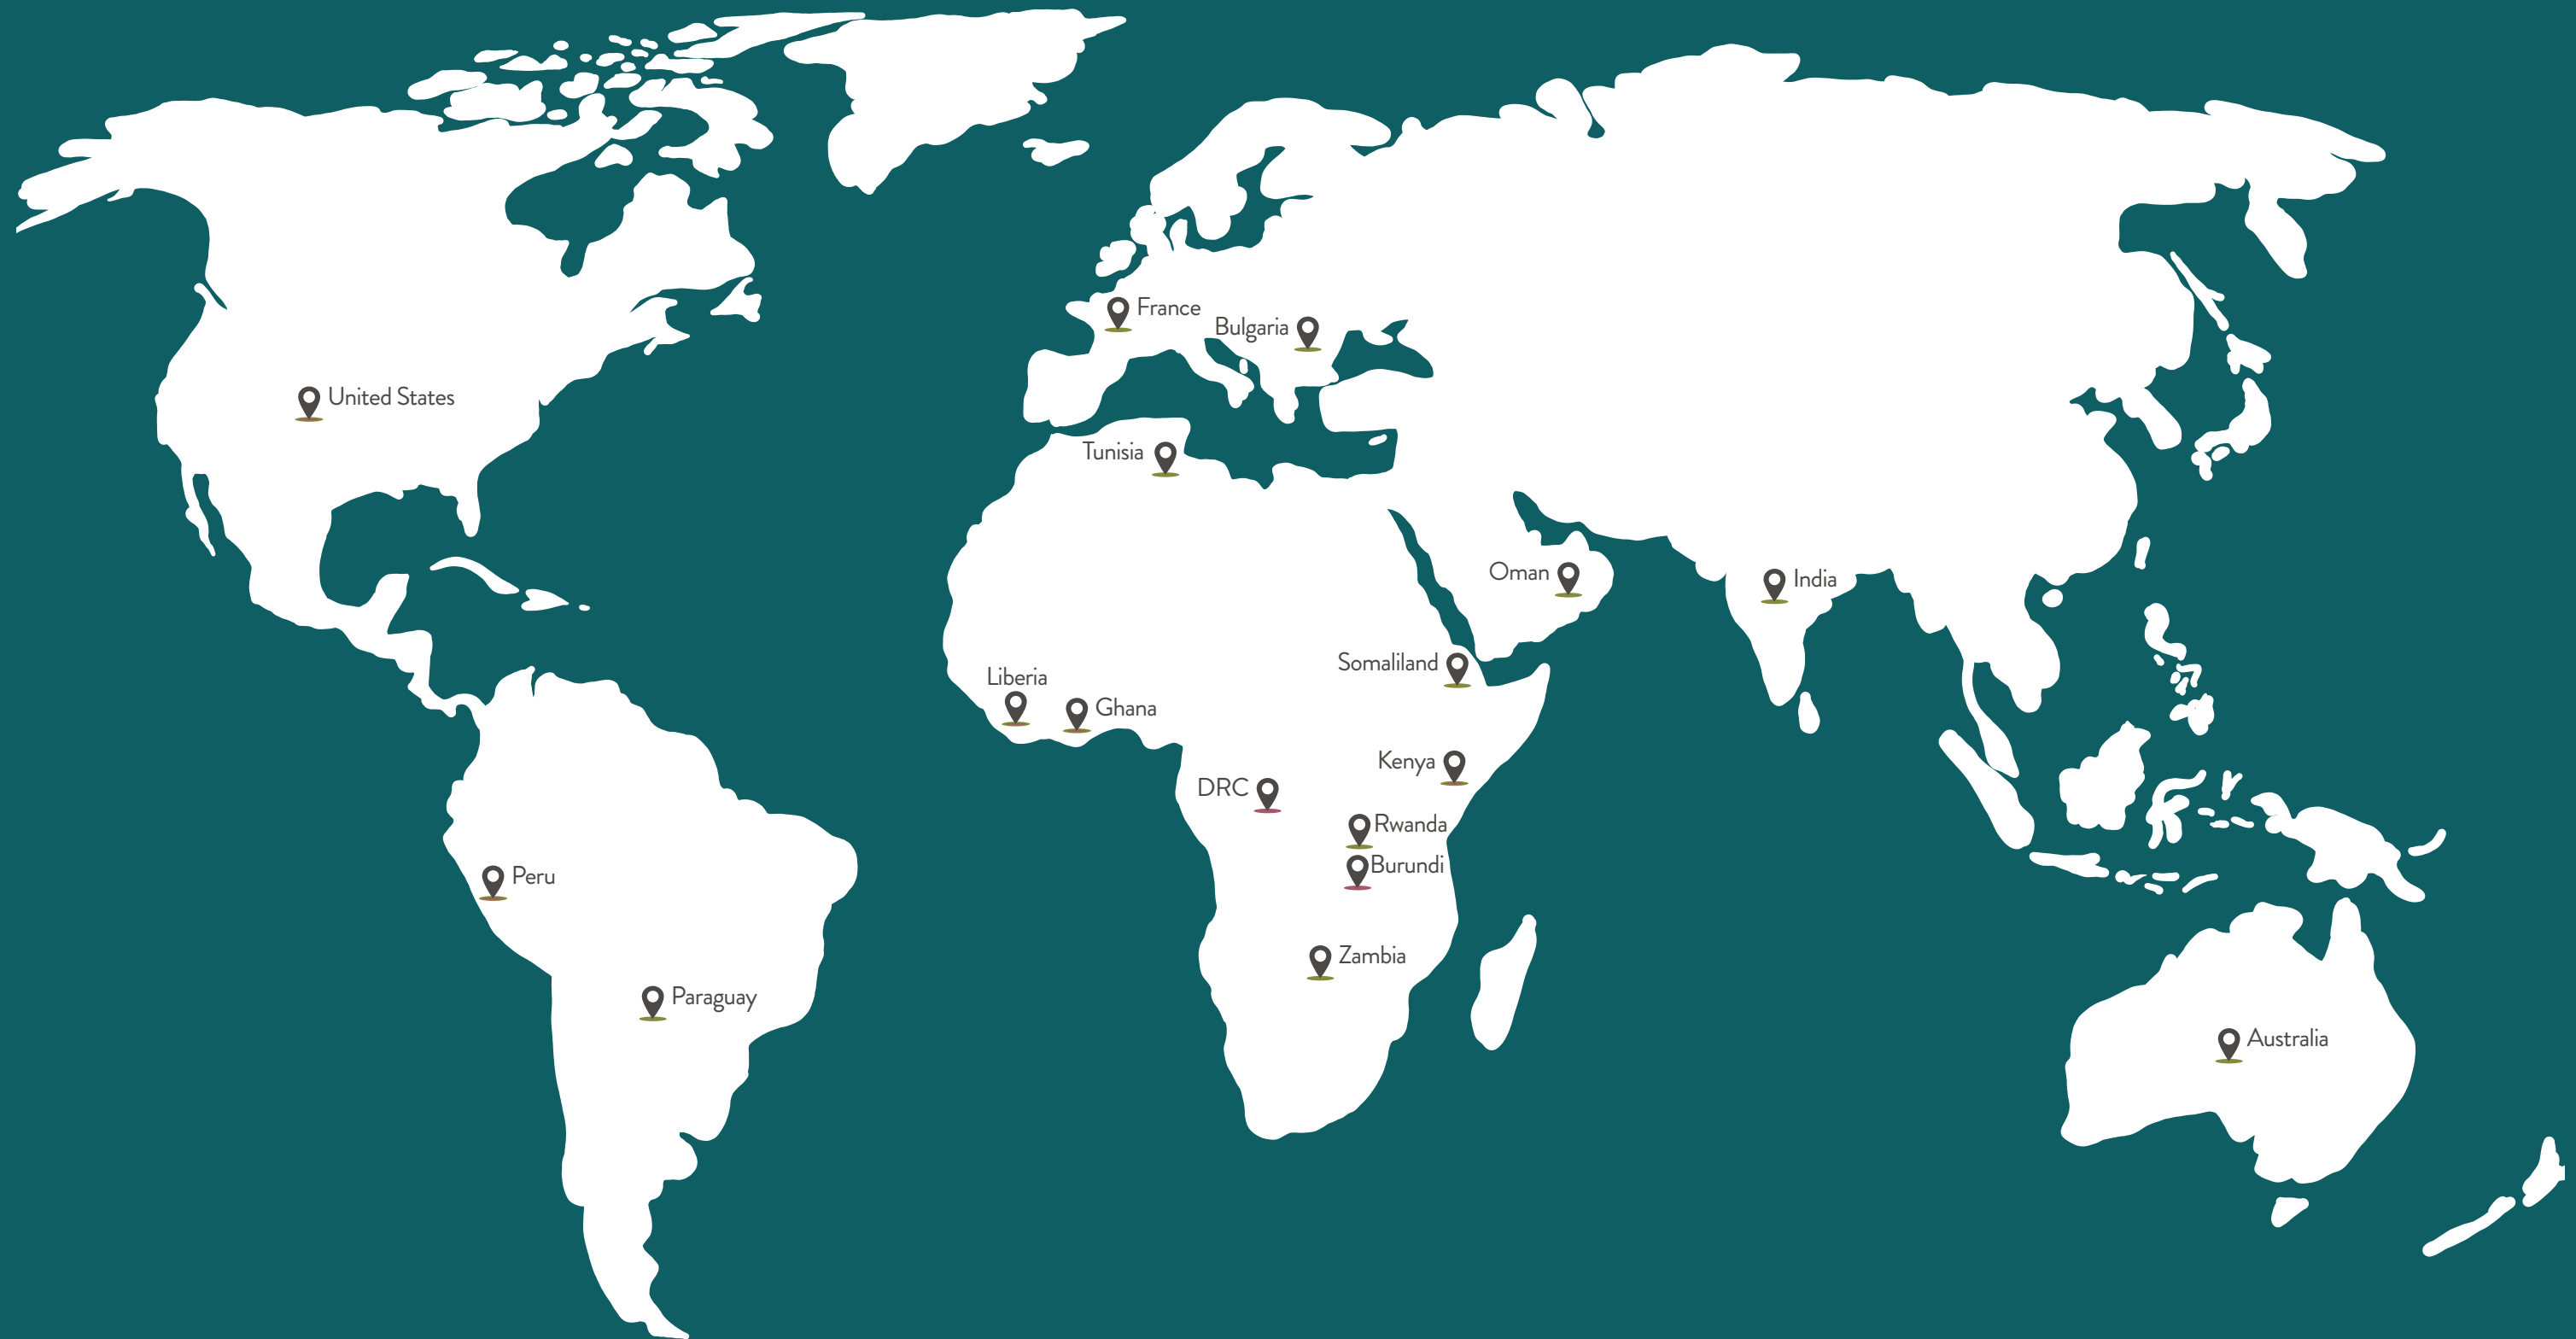 France
Bulgaria
United States
Tunisia
Oman
India
Somaliland
Liberia
Ghana
Kenya
DRC
Rwanda
Burundi
Peru
Zambia
Paraguay
Australia